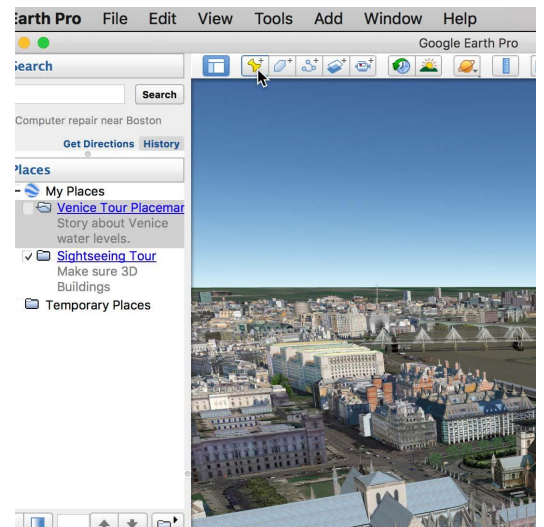 Earth Pro File Edit View Tools Add Window Help
Google Earth Pro
Search
Search
Computer repair near Boston
Get Directions History
Places
My Places
Venice Tour Placemar
Story about Venice
water levels.
Sightseeing Tour
Make sure 3D
Buildings
Temporary Places